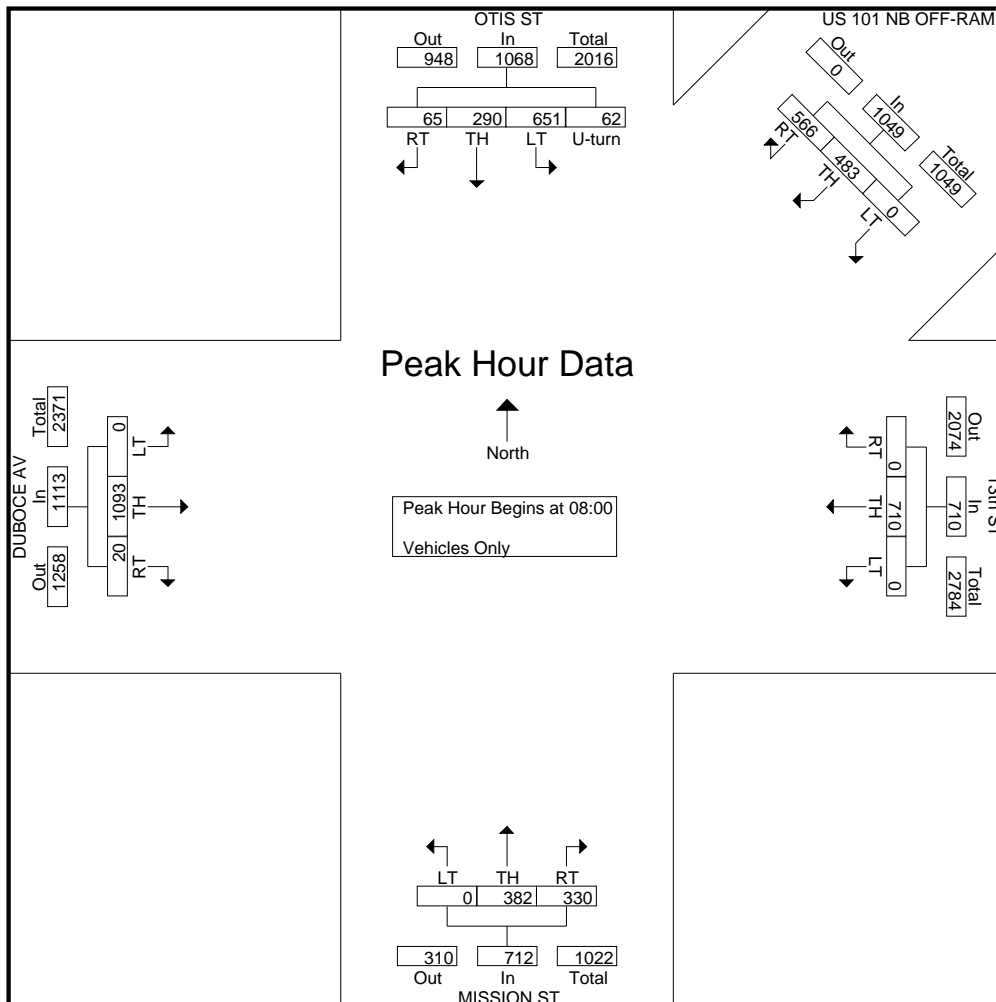 OTIS ST
Out In Total
948 1068 2016
65 290 651 62
RT TH LT U-turn
US 101 NB OFF-RAM
Out In Total
0 1049 1049
566 483 0
RT TH LT
Peak Hour Data
North
Peak Hour Begins at 08:00
Vehicles Only
DUBOCE AV
Out In Total
1258 1113 2371
20 1093 0
RT TH LT
Out In Total
2074 710 2784
0 710 0
RT TH LT
13th ST
LT TH RT
0 382 330
310 712 1022
Out In Total
MISSION ST